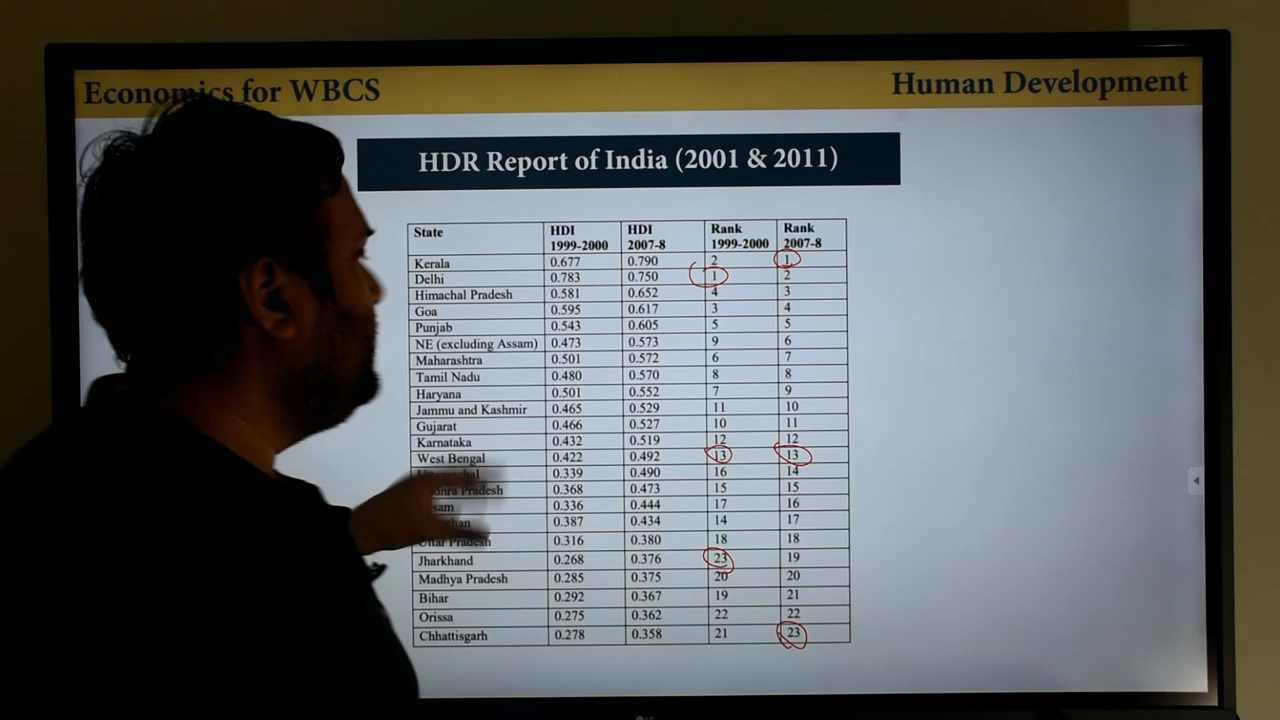 Economics for WBCS
Human Development
HDR Report of India (2001 & 2011)
State HDI 1999-2000 HDI 2007-8 Rank 1999-2000 Rank 2007-8
Kerala 0.677 0.790 2 1
Delhi 0.783 0.750 1 2
Himachal Pradesh 0.581 0.652 4 3
Goa 0.595 0.617 3 4
Punjab 0.543 0.605 5 5
NE (excluding Assam) 0.473 0.573 9 6
Maharashtra 0.501 0.572 6 7
Tamil Nadu 0.480 0.570 8 8
Haryana 0.501 0.552 7 9
Jammu and Kashmir 0.465 0.529 11 10
Gujarat 0.466 0.527 10 11
Karnataka 0.432 0.519 12 12
West Bengal 0.422 0.492 13 13
0.339 0.490 16 14
Pradesh 0.368 0.473 15 15
0.336 0.444 17 16
0.387 0.434 14 17
Uttar Pradesh 0.316 0.380 18 18
Jharkhand 0.268 0.376 23 19
Madhya Pradesh 0.285 0.375 20 20
Bihar 0.292 0.367 19 21
Orissa 0.275 0.362 22 22
Chhattisgarh 0.278 0.358 21 23
LG